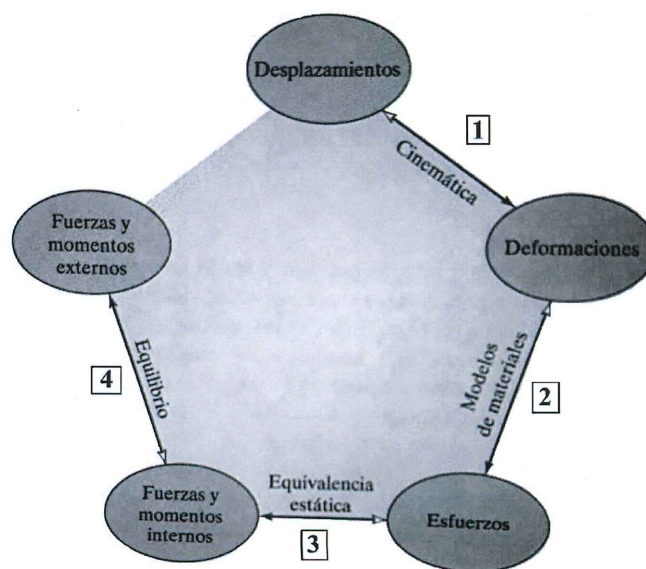 Desplazamientos
1
Cinemática
Fuerzas y
momentos
externos
Deformaciones
4
Equilibrio
Modelos
de materiales
2
Fuerzas y
momentos
internos
Equivalencia
estática
3
Esfuerzos